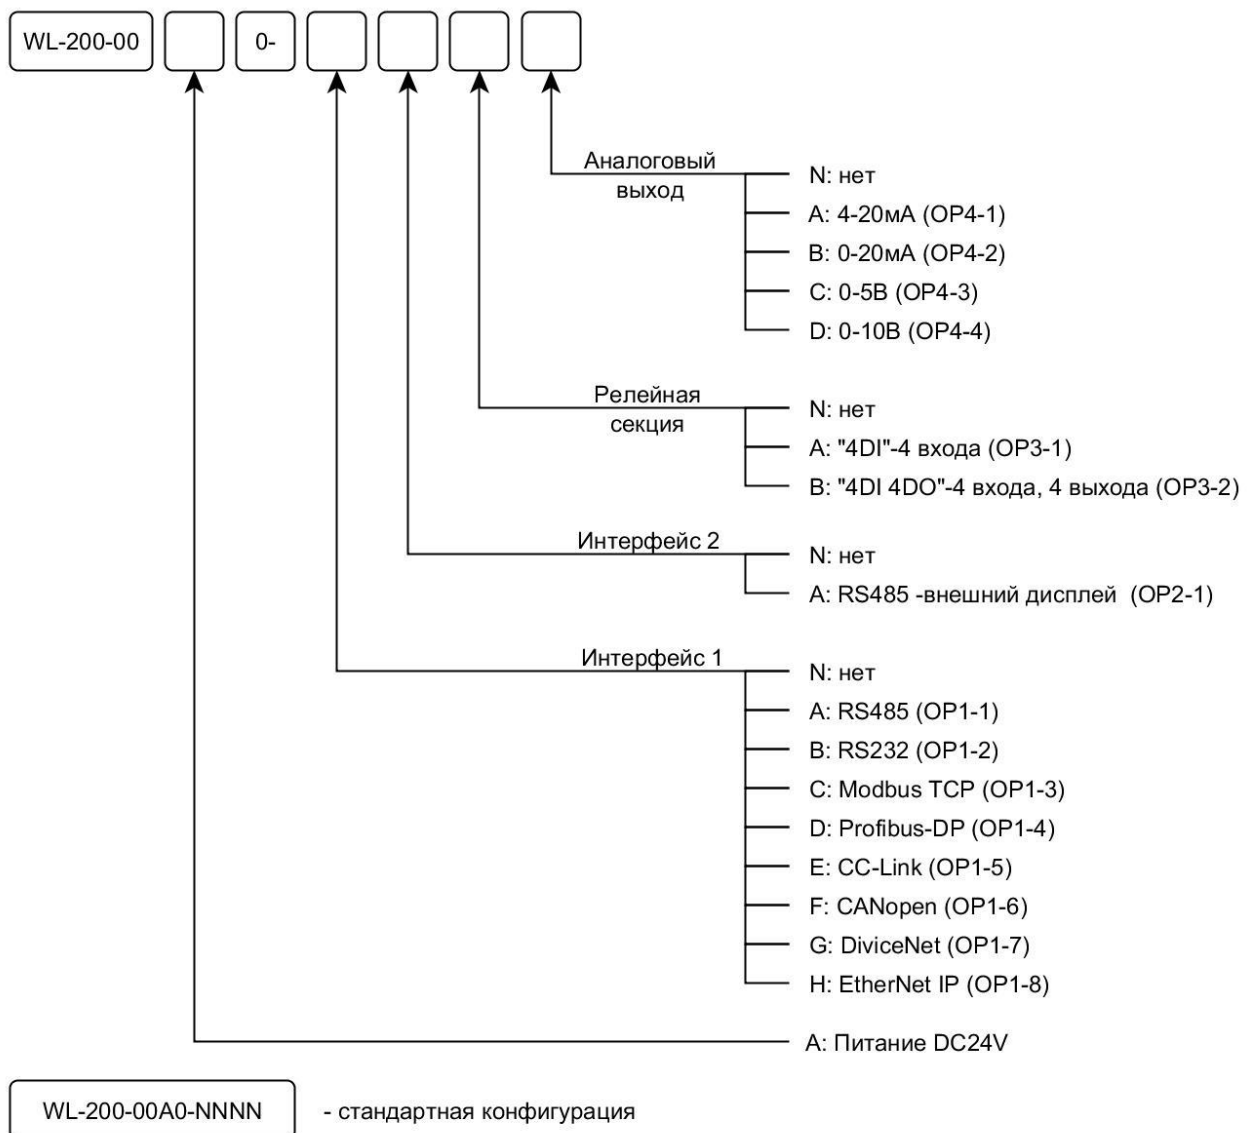 WL-200-00 0-
Аналоговый
выход
N: нет
A: 4-20мА (OP4-1)
B: 0-20мА (OP4-2)
C: 0-5В (OP4-3)
D: 0-10В (OP4-4)
Релейная
секция
N: нет
A: "4DI"-4 входа (OP3-1)
B: "4DI 4DO"-4 входа, 4 выхода (OP3-2)
Интерфейс 2
N: нет
A: RS485 -внешний дисплей (OP2-1)
Интерфейс 1
N: нет
A: RS485 (OP1-1)
B: RS232 (OP1-2)
C: Modbus TCP (OP1-3)
D: Profibus-DP (OP1-4)
E: CC-Link (OP1-5)
F: CANopen (OP1-6)
G: DiviceNet (OP1-7)
H: EtherNet IP (OP1-8)
A: Питание DC24V
WL-200-00A0-NNNN - стандартная конфигурация